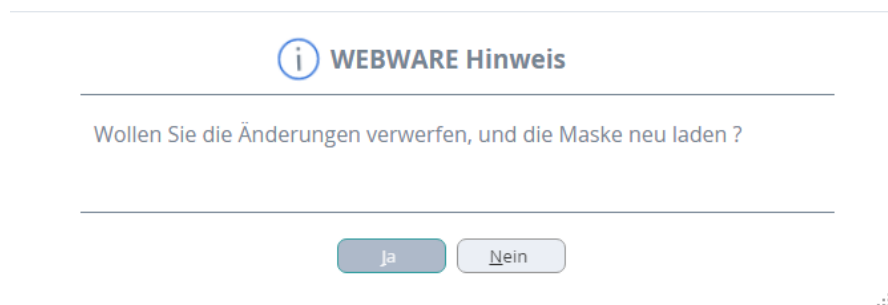 WEBWARE Hinweis
Wollen Sie die Änderungen verwerfen, und die Maske neu laden ?
Ja
Nein